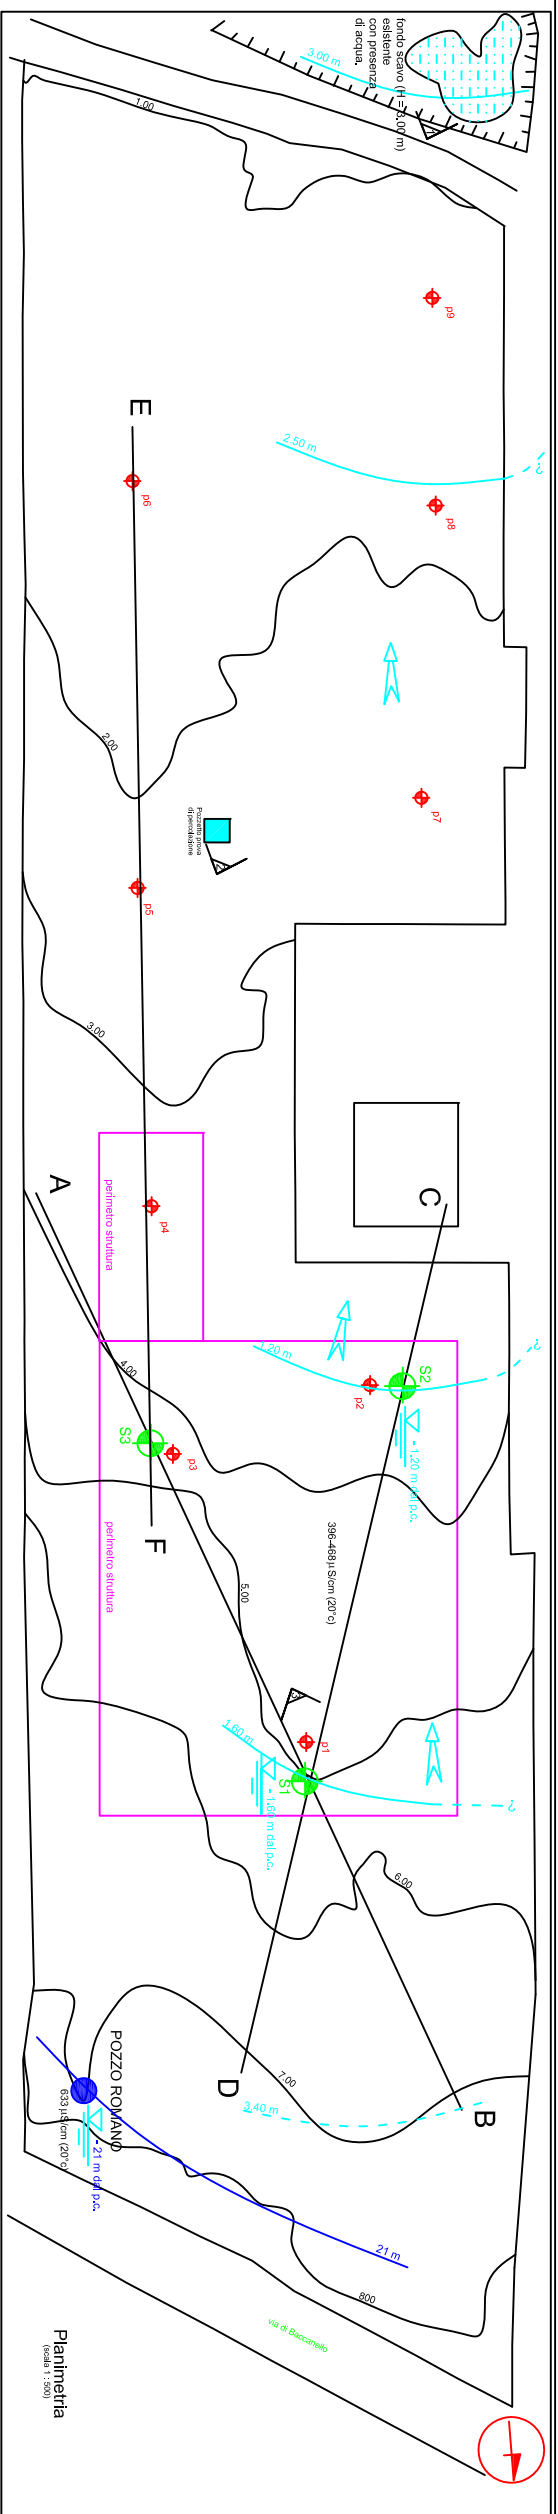 fondo scavo (H = 3.00 m)
esistente
con presenza
di acqua,
3.00 m
1.00
1
p9
E
2.50 m
?
p6
p8
2.00
p7
Pozzetto prova
di percolazione
2
p5
3.00
A
C
perimetro struttura
p4
1.20 m
?
4.00
S2
p2
- 1.20 m dal p.c.
S3
p3
F
perimetro struttura
396-468 µS/cm (20°c)
5.00
1.60 m
p1
S1
- 1.60 m dal p.c.
?
6.00
D
7.00
B
3.40 m
POZZO ROMANO
633 µS/cm (20°c)
- 21 m dal p.c.
21 m
800
via di Baccanello
Planimetria
(scala 1 : 500)